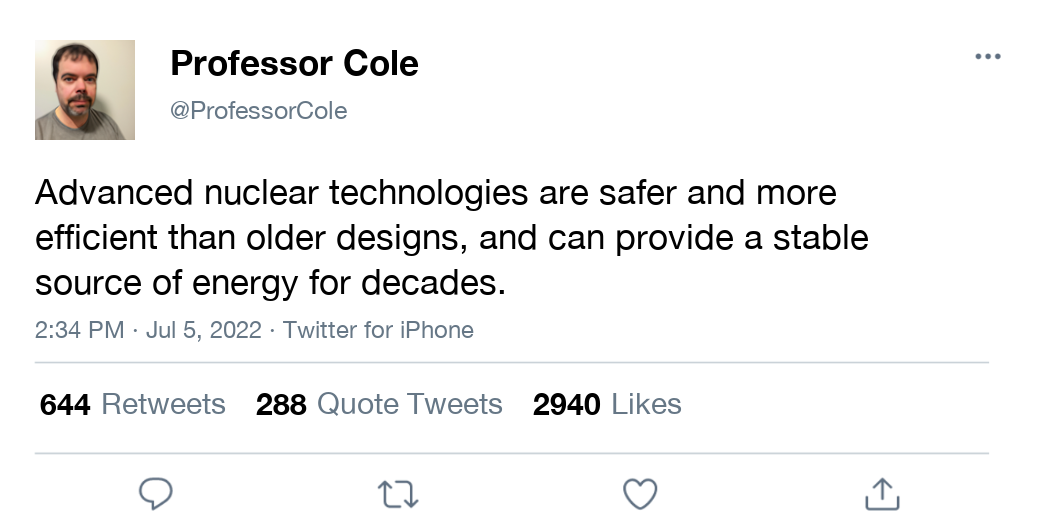 Professor Cole
@ProfessorCole
Advanced nuclear technologies are safer and more
efficient than older designs, and can provide a stable
source of energy for decades.
2:34 PM · Jul 5, 2022 · Twitter for iPhone
644 Retweets 288 Quote Tweets 2940 Likes